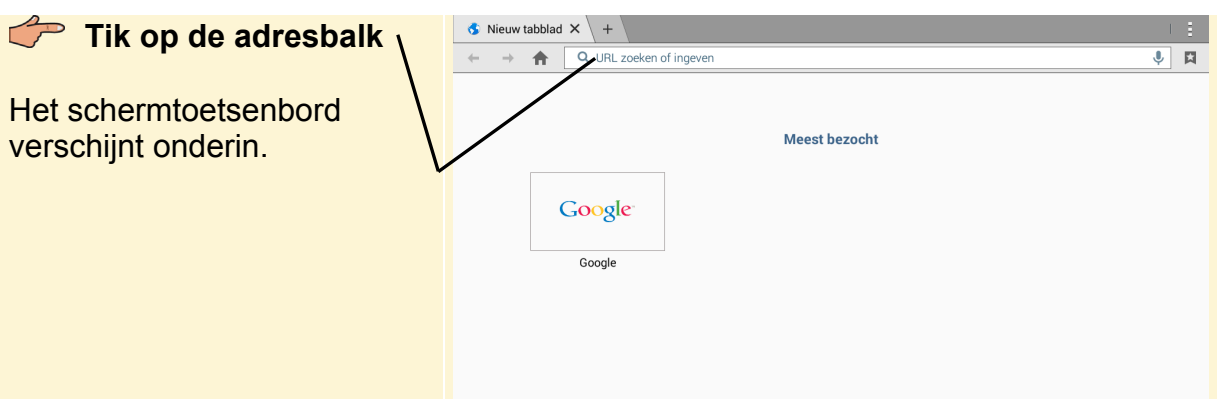 Tik op de adresbalk
Het schermtoetsenbord
verschijnt onderin.
Nieuw tabblad
URL zoeken of ingeven
Meest bezocht
Google
Google